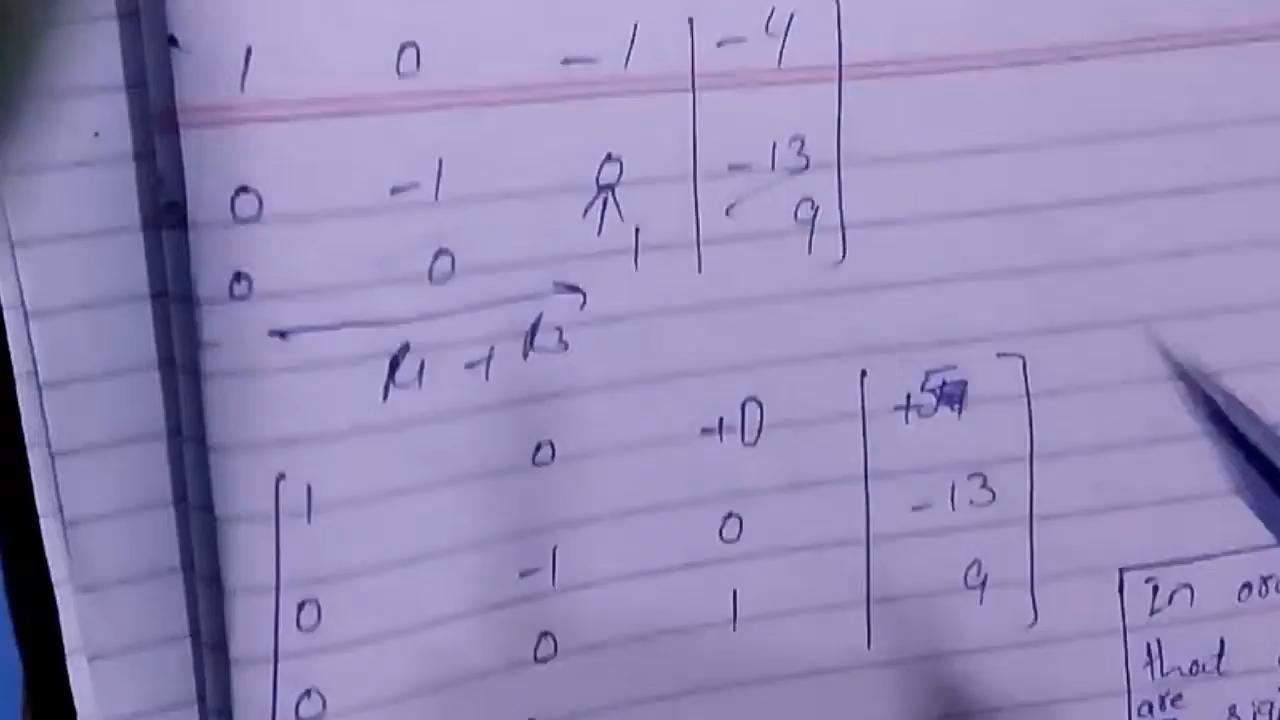 1 0 -1 | -4
0 -1 0 | -13
0 0 1 | 9
R1 + R3
1 0 +0 | +5
0 -1 0 | -13
0 0 1 | 9
In
that
are